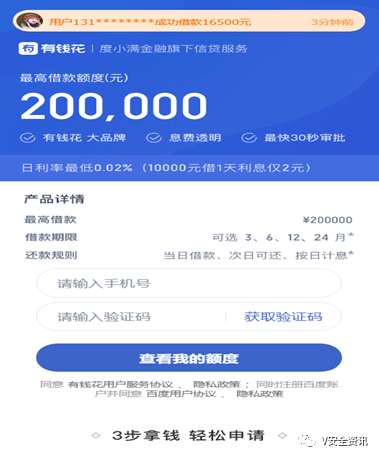 用户131********成功借款16500元 3分钟前
有钱花 | 度小满金融旗下信贷服务
最高借款额度(元)
200,000
有钱花 大品牌 息费透明 最快30秒审批
日利率最低0.02%（10000元借1天利息仅2元）
产品详情
最高借款 ¥200000
借款期限 可选 3、6、12、24 月*
还款规则 当日借款、次日可还、按日计息*
请输入手机号
请输入验证码 获取验证码
查看我的额度
同意 有钱花用户服务协议 、 隐私政策 ；同时注册百度账
户并同意 百度用户协议 、 隐私政策
3步拿钱 轻松申请
V安全资讯